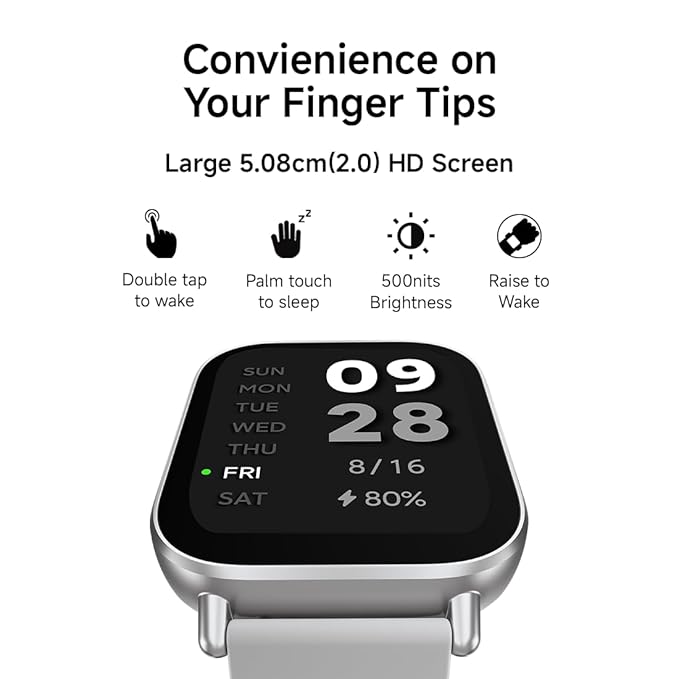 Convienience on
Your Finger Tips
Large 5.08cm(2.0) HD Screen
zz
Double tap
to wake
Palm touch
to sleep
500nits
Brightness
Raise to
Wake
SUN
MON
TUE
WED
THU
FRI
SAT
09
28
8/16
80%